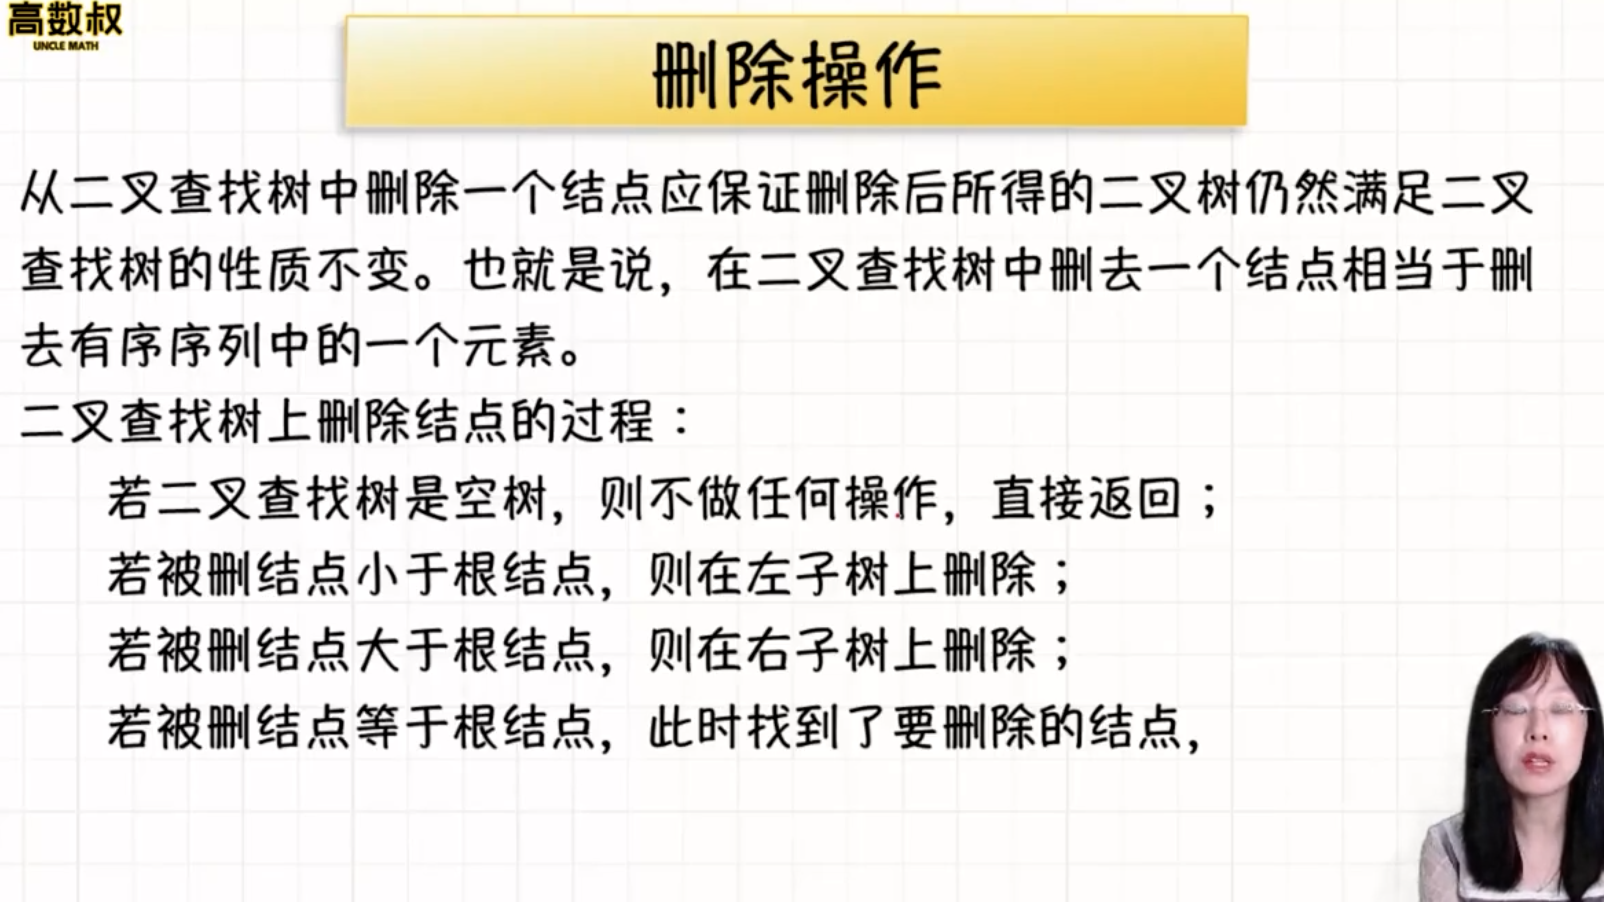 高数叔
UNCLE MATH
删除操作
从二叉查找树中删除一个结点应保证删除后所得的二叉树仍然满足二叉
查找树的性质不变。也就是说，在二叉查找树中删去一个结点相当于删
去有序序列中的一个元素。
二叉查找树上删除结点的过程：
若二叉查找树是空树，则不做任何操作，直接返回；
若被删结点小于根结点，则在左子树上删除；
若被删结点大于根结点，则在右子树上删除；
若被删结点等于根结点，此时找到了要删除的结点，